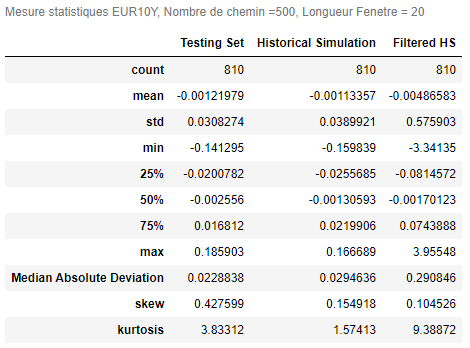 Mesure statistiques EUR10Y, Nombre de chemin =500, Longueur Fenetre = 20
Testing Set Historical Simulation Filtered HS
count 810 810 810
mean -0.00121979 -0.00113357 -0.00486583
std 0.0308274 0.0389921 0.575903
min -0.141295 -0.159839 -3.34135
25% -0.0200782 -0.0255685 -0.0814572
50% -0.002556 -0.00130593 -0.00170123
75% 0.016812 0.0219906 0.0743888
max 0.185903 0.166689 3.95548
Median Absolute Deviation 0.0228838 0.0294636 0.290846
skew 0.427599 0.154918 0.104526
kurtosis 3.83312 1.57413 9.38872